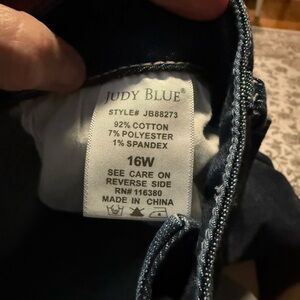 JUDY BLUE®
STYLE# JB88273
92% COTTON
7% POLYESTER
1% SPANDEX
16W
SEE CARE ON
REVERSE SIDE
RN# 116380
MADE IN CHINA